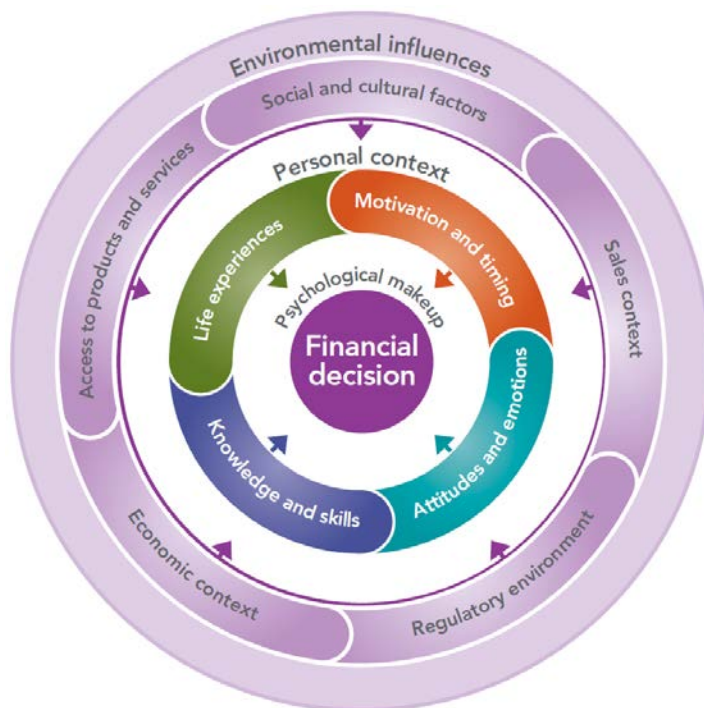 Environmental influences
Social and cultural factors
Sales context
Regulatory environment
Economic context
Access to products and services
Personal context
Motivation and timing
Attitudes and emotions
Knowledge and skills
Life experiences
Psychological makeup
Financial
decision